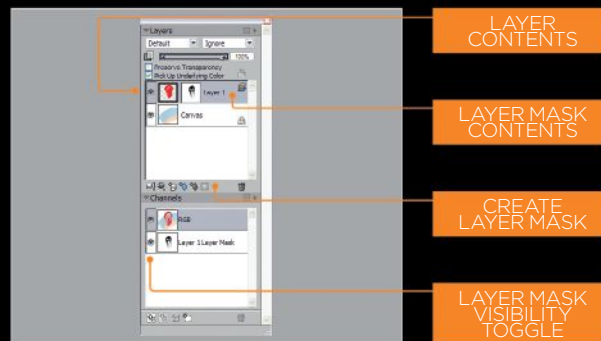 Layers
Default Ignore
100%
Preserve Transparency
Pick Up Underlying Color
Layer 1
Canvas
Channels
RGB
Layer 1 Layer Mask
LAYER
CONTENTS
LAYER MASK
CONTENTS
CREATE
LAYER MASK
LAYER MASK
VISIBILITY
TOGGLE